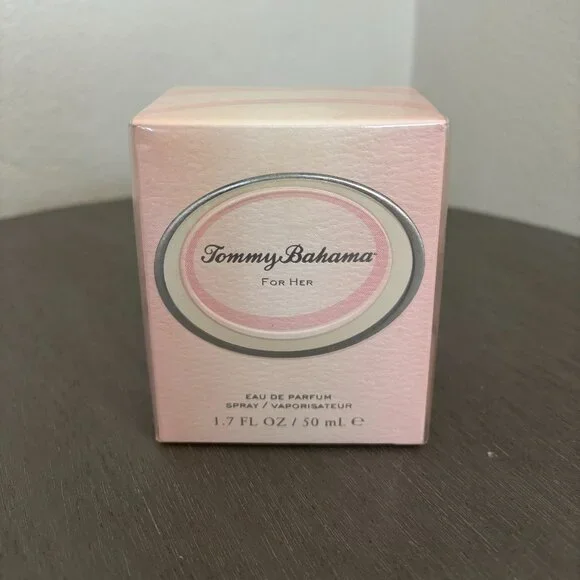 Tommy Bahama
FOR HER
EAU DE PARFUM
SPRAY / VAPORISATEUR
1.7 FL OZ / 50 mL ℮